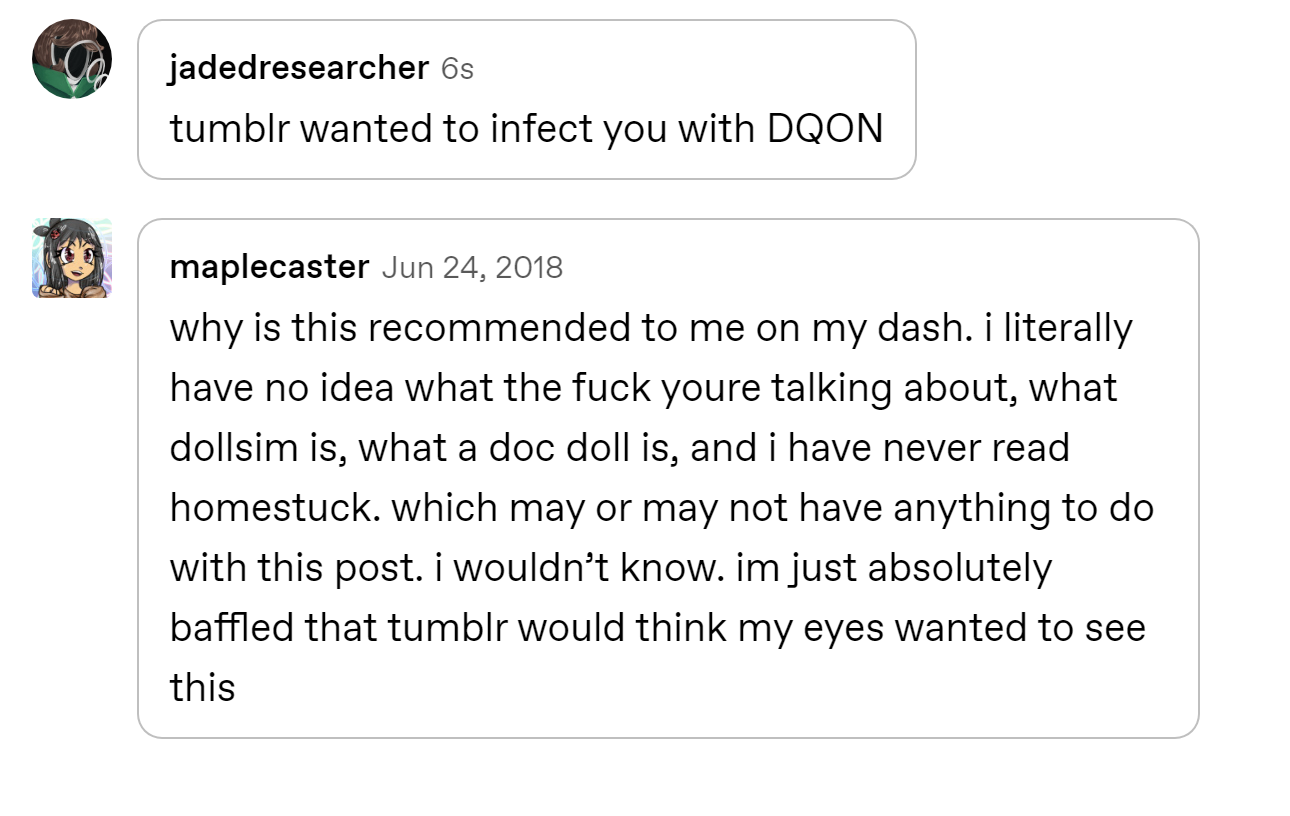 jadedresearcher 6s
tumblr wanted to infect you with DQON
maplecaster Jun 24, 2018
why is this recommended to me on my dash. i literally
have no idea what the fuck youre talking about, what
dollsim is, what a doc doll is, and i have never read
homestuck. which may or may not have anything to do
with this post. i wouldn’t know. im just absolutely
baffled that tumblr would think my eyes wanted to see
this